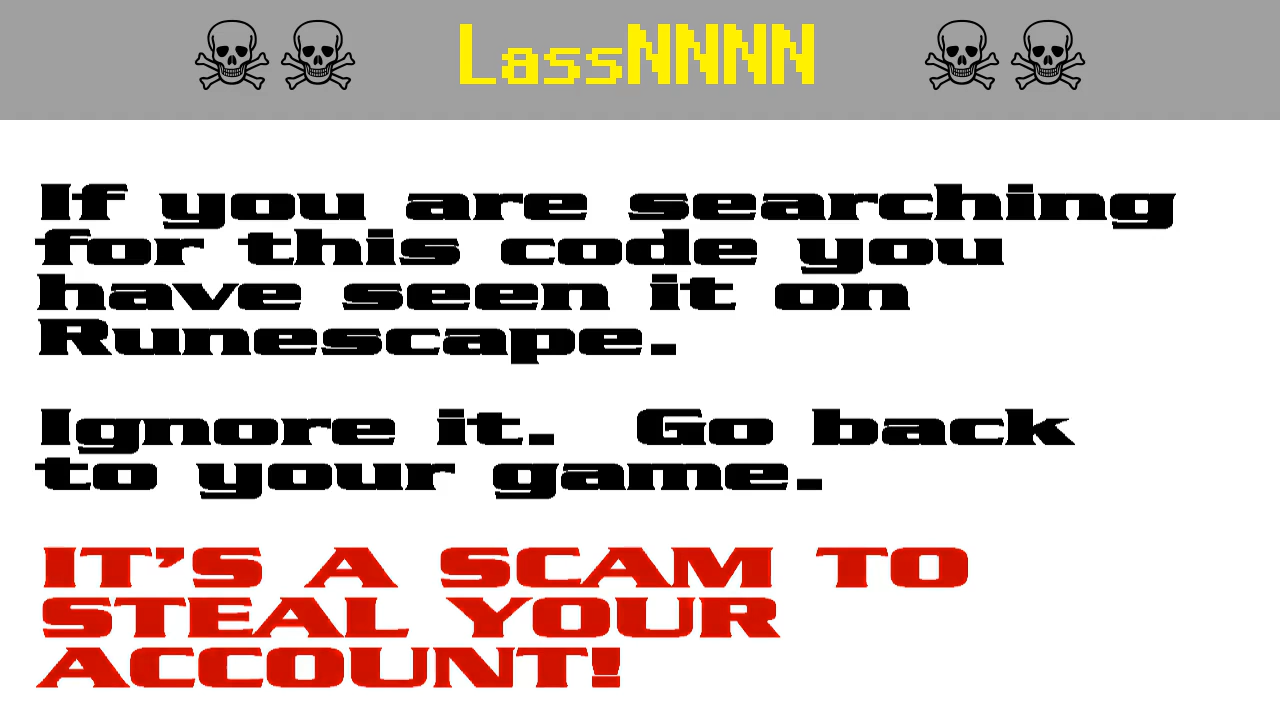 LassNNNN
If you are searching
for this code you
have seen it on
Runescape.
Ignore it. Go back
to your game.
IT'S A SCAM TO
STEAL YOUR
ACCOUNT!